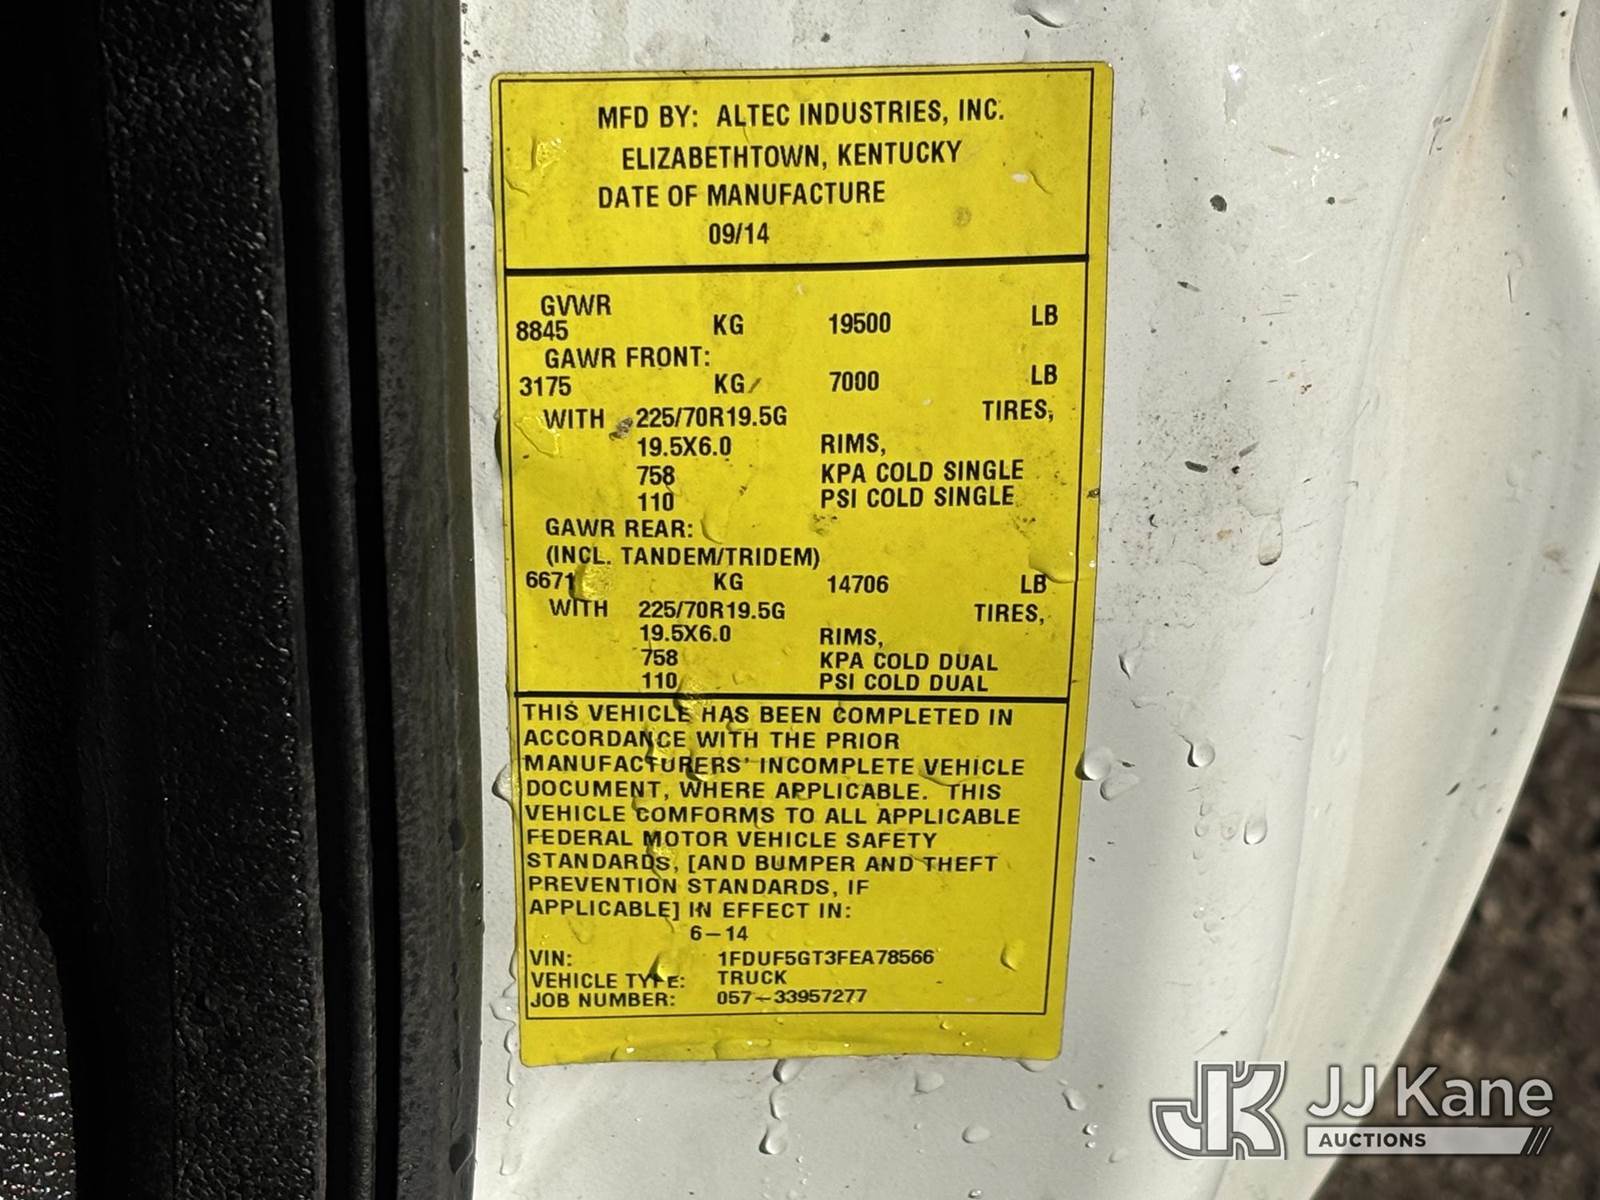 MFD BY: ALTEC INDUSTRIES, INC.
ELIZABETHTOWN, KENTUCKY
DATE OF MANUFACTURE
09/14
GVWR
8845 KG 19500 LB
GAWR FRONT:
3175 KG 7000 LB
WITH 225/70R19.5G TIRES,
19.5X6.0 RIMS,
758 KPA COLD SINGLE
110 PSI COLD SINGLE
GAWR REAR:
(INCL. TANDEM/TRIDEM)
6671 KG 14706 LB
WITH 225/70R19.5G TIRES,
19.5X6.0 RIMS,
758 KPA COLD DUAL
110 PSI COLD DUAL
THIS VEHICLE HAS BEEN COMPLETED IN
ACCORDANCE WITH THE PRIOR
MANUFACTURERS' INCOMPLETE VEHICLE
DOCUMENT, WHERE APPLICABLE. THIS
VEHICLE COMFORMS TO ALL APPLICABLE
FEDERAL MOTOR VEHICLE SAFETY
STANDARDS, [AND BUMPER AND THEFT
PREVENTION STANDARDS, IF
APPLICABLE] IN EFFECT IN:
6-14
VIN: 1FDUF5GT3FEA78566
VEHICLE TYPE: TRUCK
JOB NUMBER: 057-33957277
JK JJ Kane
AUCTIONS